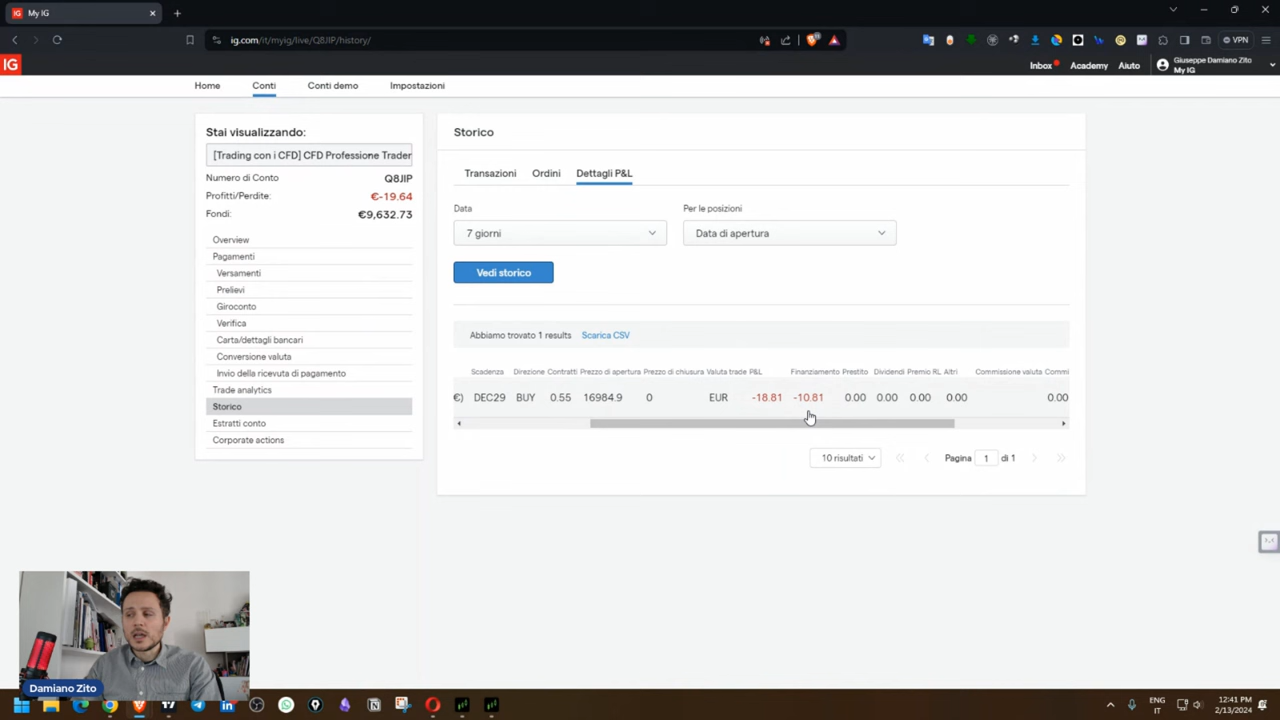 IG My IG
ig.com/it/myig/live/Q8JIP/history/
VPN
IG
Inbox Academy Aiuto
Giuseppe Damiano Zito
My IG
Home Conti Conti demo Impostazioni
Stai visualizzando:
[Trading con i CFD] CFD Professione Trader
Numero di Conto Q8JIP
Profitti/Perdite: €-19.64
Fondi: €9,632.73
Overview
Pagamenti
Versamenti
Prelievi
Giroconto
Verifica
Carta/dettagli bancari
Conversione valuta
Invio della ricevuta di pagamento
Trade analytics
Storico
Estratti conto
Corporate actions
Storico
Transazioni Ordini Dettagli P&L
Data Per le posizioni
7 giorni Data di apertura
Vedi storico
Abbiamo trovato 1 results Scarica CSV
Scadenza Direzione Contratti Prezzo di apertura Prezzo di chiusura Valuta trade P&L Finanziamento Prestito Dividendi Premio RL Altri Commissione valuta Commi
€) DEC29 BUY 0.55 16984.9 0 EUR -18.81 -10.81 0.00 0.00 0.00 0.00 0.00
10 risultati Pagina 1 di 1
Damiano Zito
ENG
IT
12:41 PM
2/13/2024